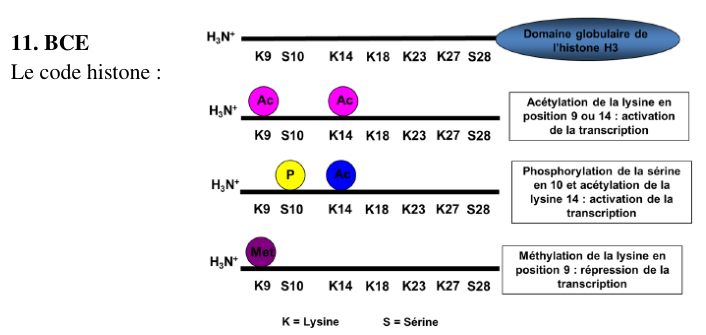 11. BCE
Le code histone :
H₃N⁺
K9 S10 K14 K18 K23 K27 S28
Domaine globulaire de
l'histone H3
Ac Ac
H₃N⁺
K9 S10 K14 K18 K23 K27 S28
Acétylation de la lysine en
position 9 ou 14 : activation
de la transcription
P Ac
H₃N⁺
K9 S10 K14 K18 K23 K27 S28
Phosphorylation de la sérine
en 10 et acétylation de la
lysine 14 : activation de la
transcription
Met
H₃N⁺
K9 S10 K14 K18 K23 K27 S28
Méthylation de la lysine en
position 9 : répression de la
transcription
K = Lysine S = Sérine